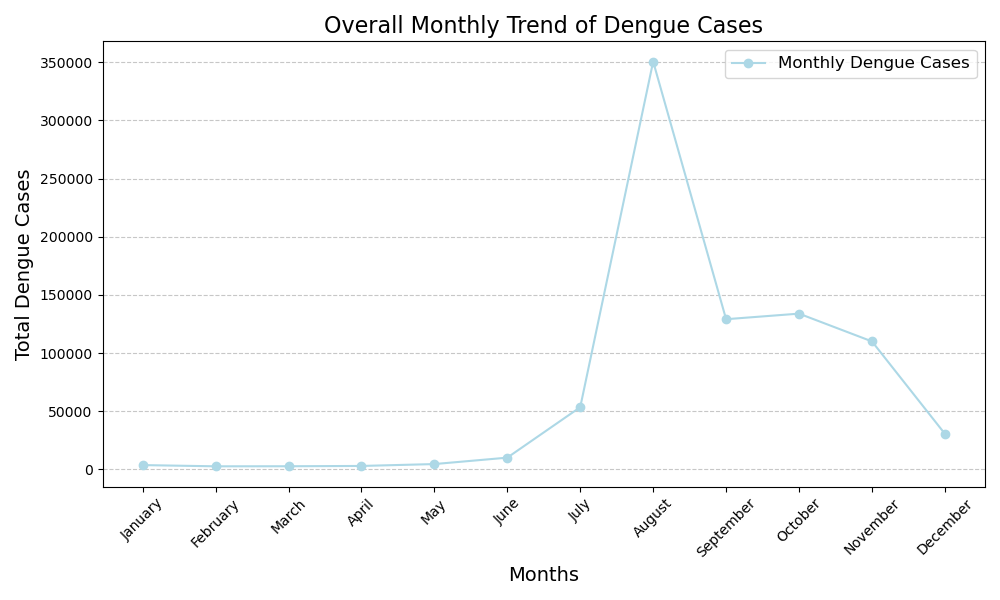 Overall Monthly Trend of Dengue Cases
Monthly Dengue Cases
Total Dengue Cases
350000
300000
250000
200000
150000
100000
50000
0
January
February
March
April
May
June
July
August
September
October
November
December
Months